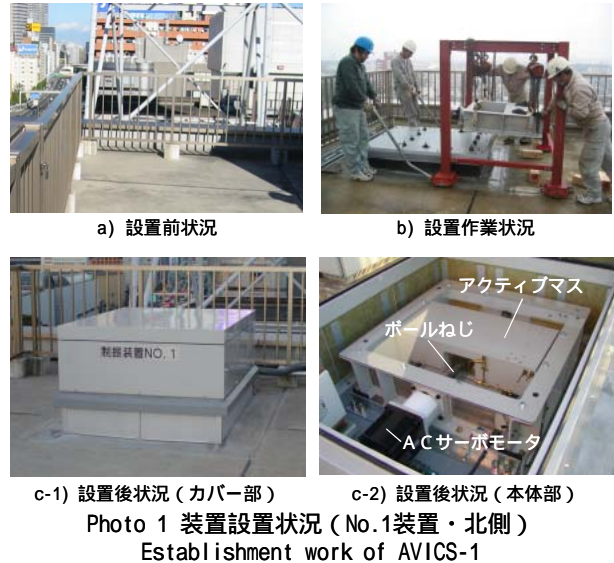 a) 設置前状況
b) 設置作業状況
制振装置NO.1
アクティブマス
ボールねじ
ACサーボモータ
c-1) 設置後状況(カバー部)
c-2) 設置後状況(本体部)
Photo 1 装置設置状況(No.1装置・北側)
Establishment work of AVICS-1